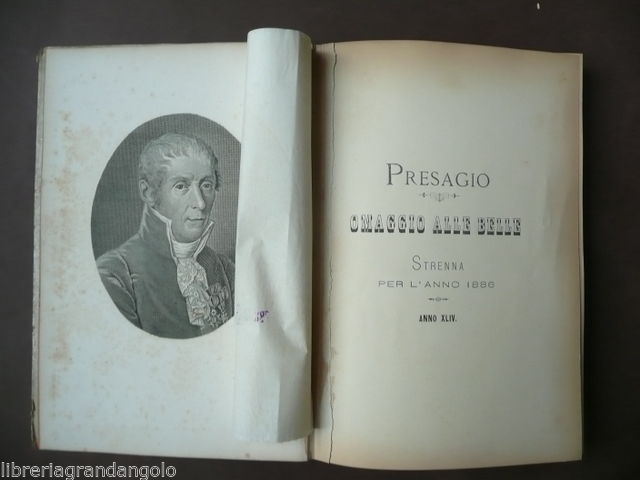 PRESAGIO
OMAGGIO ALLE BELLE
STRENNA
PER L'ANNO 1886
ANNO XLIV.
libreriagrandangolo